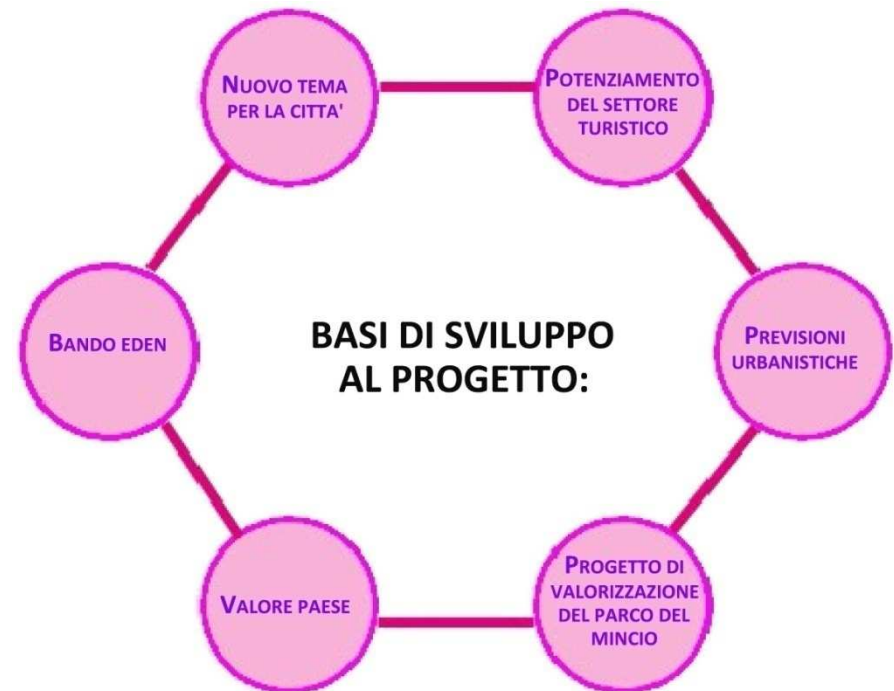 NUOVO TEMA
PER LA CITTA'
POTENZIAMENTO
DEL SETTORE
TURISTICO
BANDO EDEN
BASI DI SVILUPPO
AL PROGETTO:
PREVISIONI
URBANISTICHE
VALORE PAESE
PROGETTO DI
VALORIZZAZIONE
DEL PARCO DEL
MINCIO